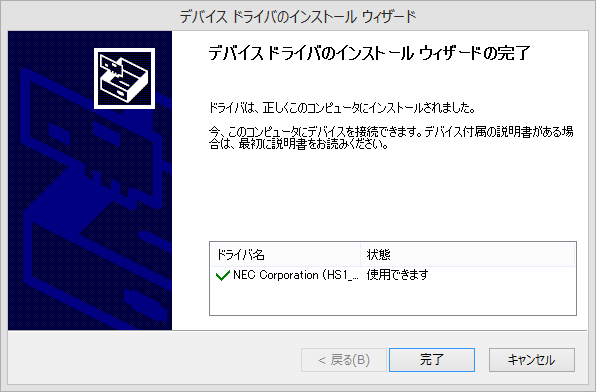 デバイス ドライバのインストール ウィザード
デバイス ドライバのインストール ウィザードの完了
ドライバは、正しくこのコンピュータにインストールされました。
今、このコンピュータにデバイスを接続できます。デバイス付属の説明書がある場
合は、最初に説明書をお読みください。
ドライバ名 状態
NEC Corporation (HS1_... 使用できます
< 戻る(B) 完了 キャンセル